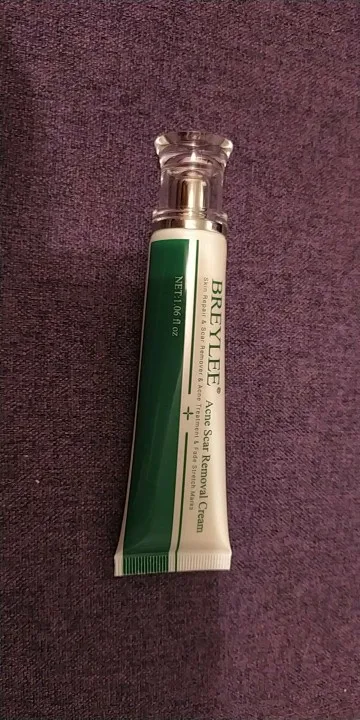 BREYLEE® Acne Scar Removal Cream
Skin Repair & Scar Remover & Acne Treatment & Fade Stretch Marks
NET:1.06 fl oz